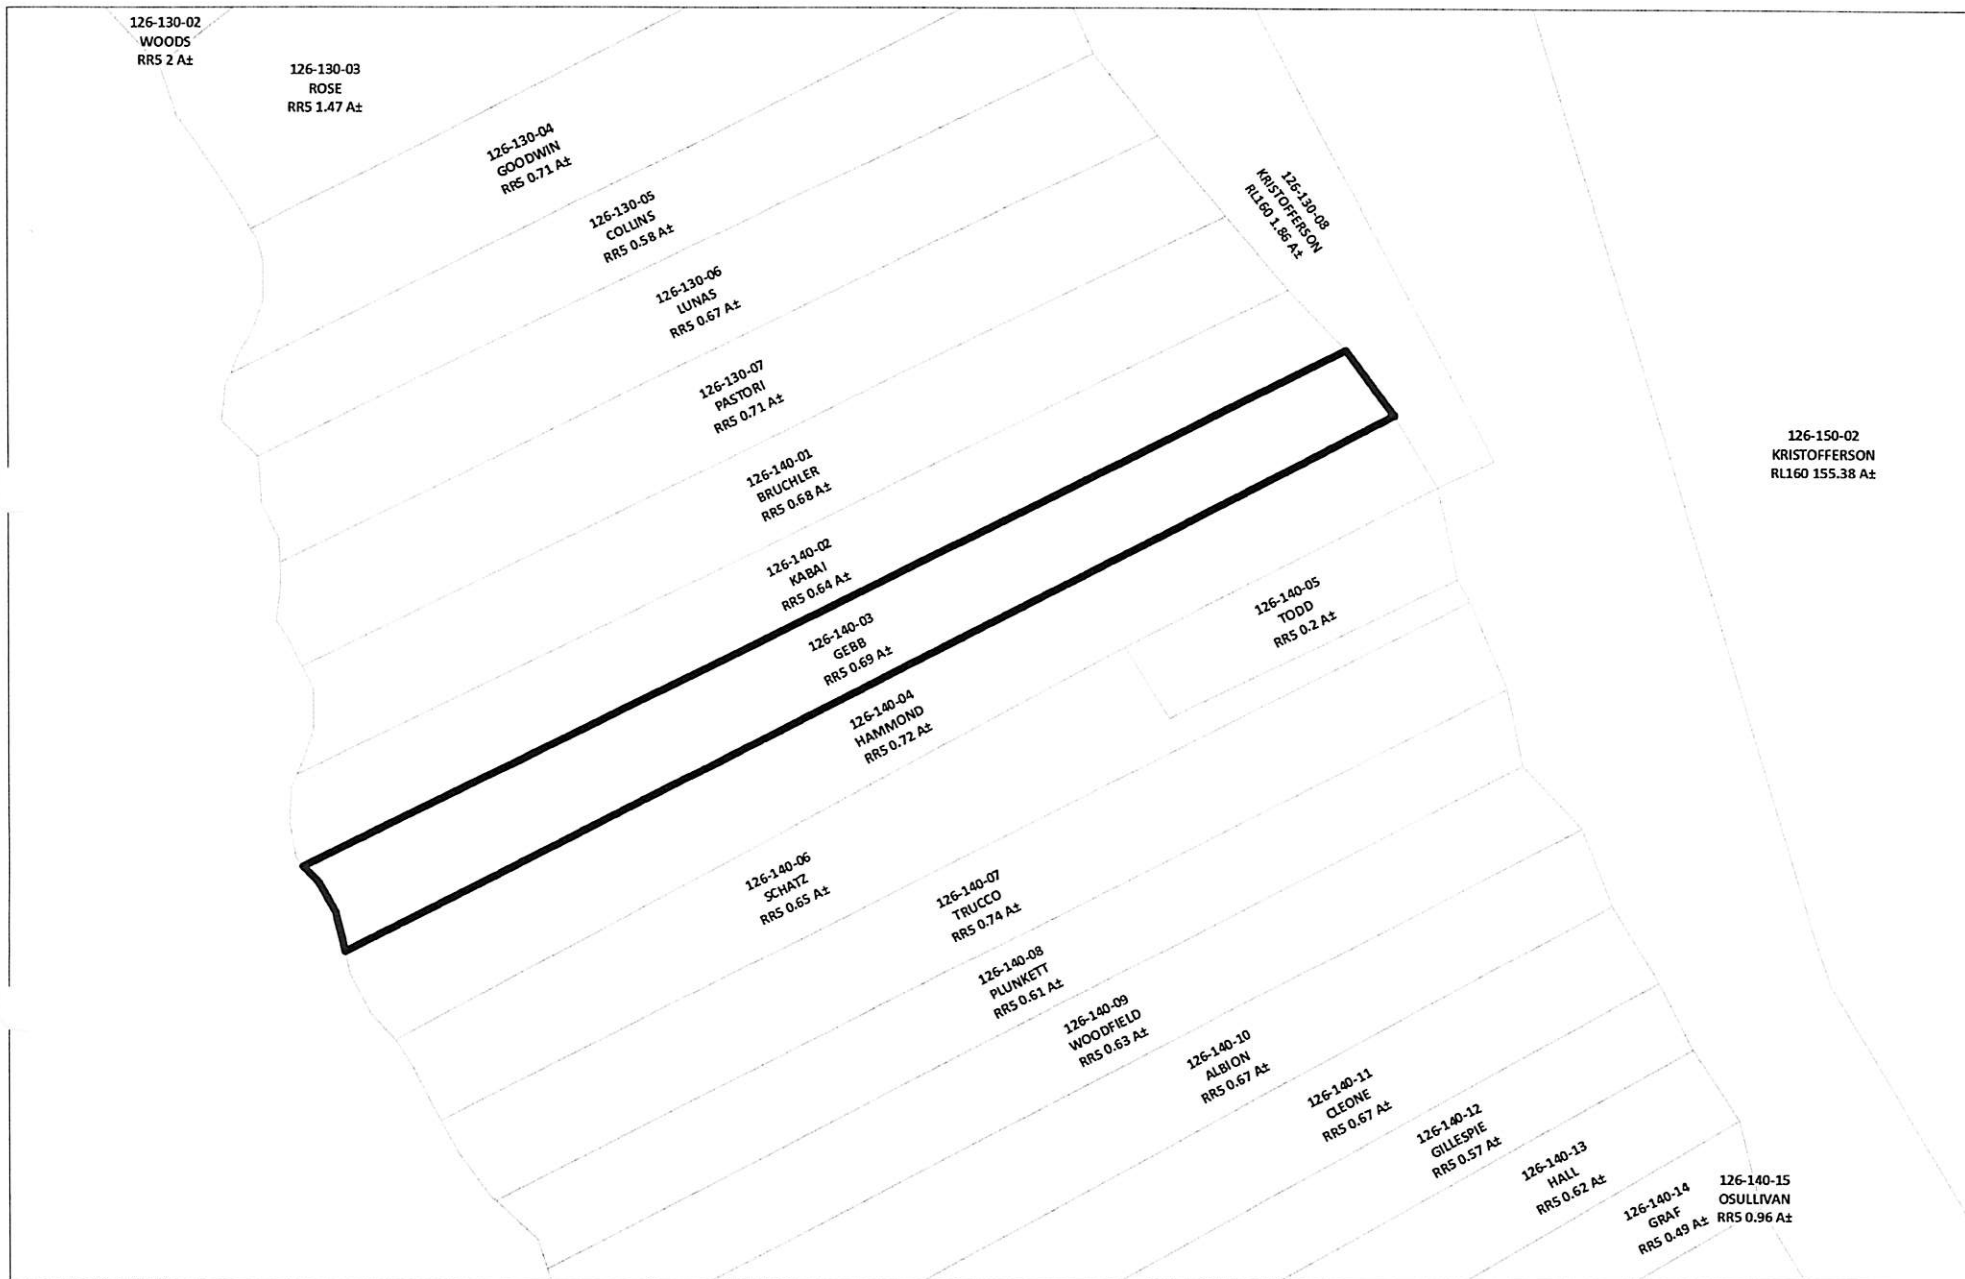 126-130-02
WOODS
RR5 2 A±
126-130-03
ROSE
RR5 1.47 A±
126-130-04
GOODWIN
RR5 0.71 A±
126-130-05
COLLINS
RR5 0.58 A±
126-130-06
LUNAS
RR5 0.67 A±
126-130-07
PASTORI
RR5 0.71 A±
126-130-08
KRISTOFFERSON
RL160 1.86 A±
126-140-01
BRUCHLER
RR5 0.68 A±
126-140-02
KABAI
RR5 0.64 A±
126-150-02
KRISTOFFERSON
RL160 155.38 A±
126-140-03
GEBB
RR5 0.69 A±
126-140-04
HAMMOND
RR5 0.72 A±
126-140-05
TODD
RR5 0.2 A±
126-140-06
SCHATZ
RR5 0.65 A±
126-140-07
TRUCCO
RR5 0.74 A±
126-140-08
PLUNKETT
RR5 0.61 A±
126-140-09
WOODFIELD
RR5 0.63 A±
126-140-10
ALBION
RR5 0.67 A±
126-140-11
CLEONE
RR5 0.67 A±
126-140-12
GILLESPIE
RR5 0.57 A±
126-140-13
HALL
RR5 0.62 A±
126-140-14
GRAF
RR5 0.49 A±
126-140-15
OSULLIVAN
RR5 0.96 A±